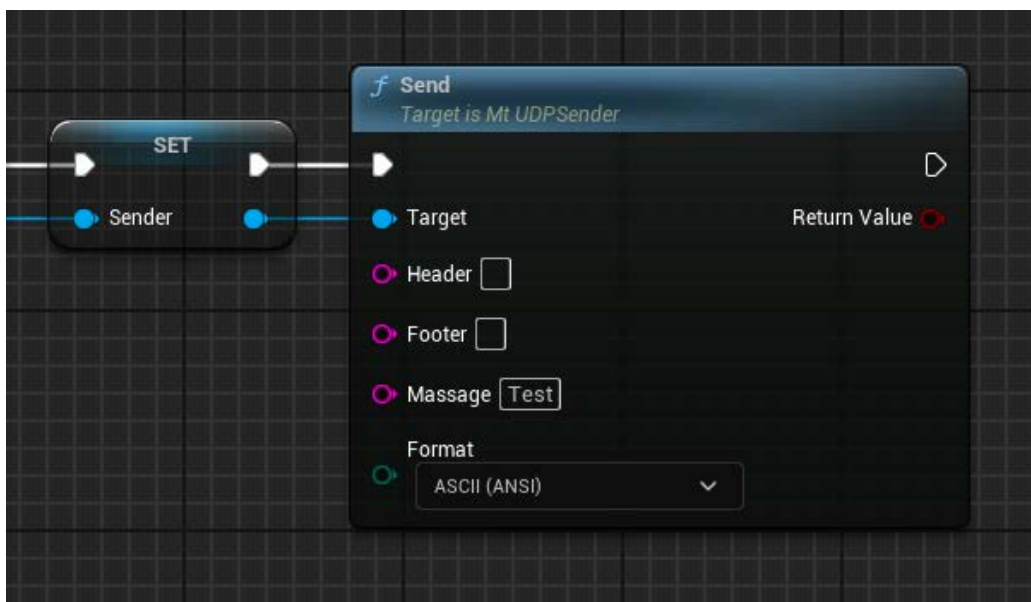 SET
Sender
f Send
Target is Mt UDPSender
Target
Return Value
Header
Footer
Massage Test
Format
ASCII (ANSI)